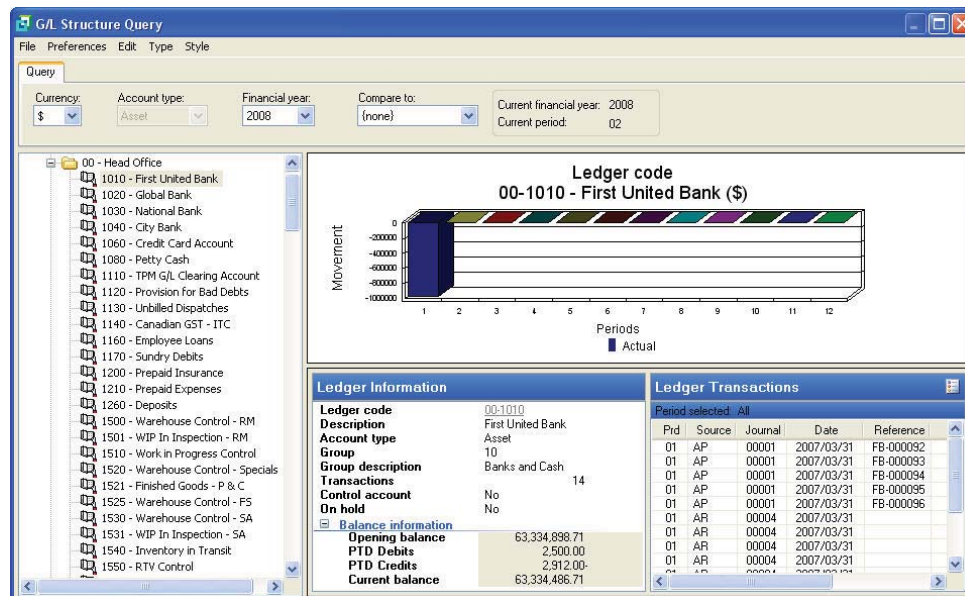 G/L Structure Query
File Preferences Edit Type Style
Query
Currency: Account type: Financial year: Compare to:
$ Asset 2008 {none}
Current financial year: 2008
Current period: 02
00 - Head Office
1010 - First United Bank
1020 - Global Bank
1030 - National Bank
1040 - City Bank
1060 - Credit Card Account
1080 - Petty Cash
1110 - TPM G/L Clearing Account
1120 - Provision for Bad Debts
1130 - Unbilled Dispatches
1140 - Canadian GST - ITC
1160 - Employee Loans
1170 - Sundry Debits
1200 - Prepaid Insurance
1210 - Prepaid Expenses
1260 - Deposits
1500 - Warehouse Control - RM
1501 - WIP In Inspection - RM
1510 - Work in Progress Control
1520 - Warehouse Control - Specials
1521 - Finished Goods - P & C
1525 - Warehouse Control - FS
1530 - Warehouse Control - SA
1531 - WIP In Inspection - SA
1540 - Inventory in Transit
1550 - RTV Control
Ledger code
00-1010 - First United Bank ($)
Movement
0
-200000
-400000
-600000
-800000
-1000000
1 2 3 4 5 6 7 8 9 10 11 12
Periods
Actual
Ledger Information
Ledger code 00-1010
Description First United Bank
Account type Asset
Group 10
Group description Banks and Cash
Transactions 14
Control account No
On hold No
Balance information
Opening balance 63,334,898.71
PTD Debits 2,500.00
PTD Credits 2,912.00-
Current balance 63,334,486.71
Ledger Transactions
Period selected: All
Prd Source Journal Date Reference
01 AP 00001 2007/03/31 FB-000092
01 AP 00001 2007/03/31 FB-000093
01 AP 00001 2007/03/31 FB-000094
01 AP 00001 2007/03/31 FB-000095
01 AP 00001 2007/03/31 FB-000096
01 AR 00004 2007/03/31
01 AR 00004 2007/03/31
01 AR 00004 2007/03/31
01 AR 00004 2007/03/31
01 AR 00004 2007/03/31